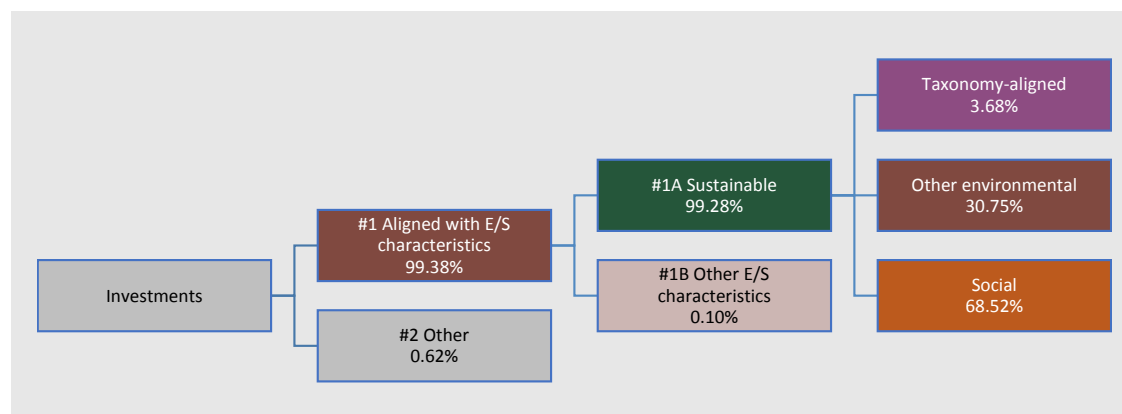 Investments
#1 Aligned with E/S
characteristics
99.38%
#2 Other
0.62%
#1A Sustainable
99.28%
#1B Other E/S
characteristics
0.10%
Taxonomy-aligned
3.68%
Other environmental
30.75%
Social
68.52%